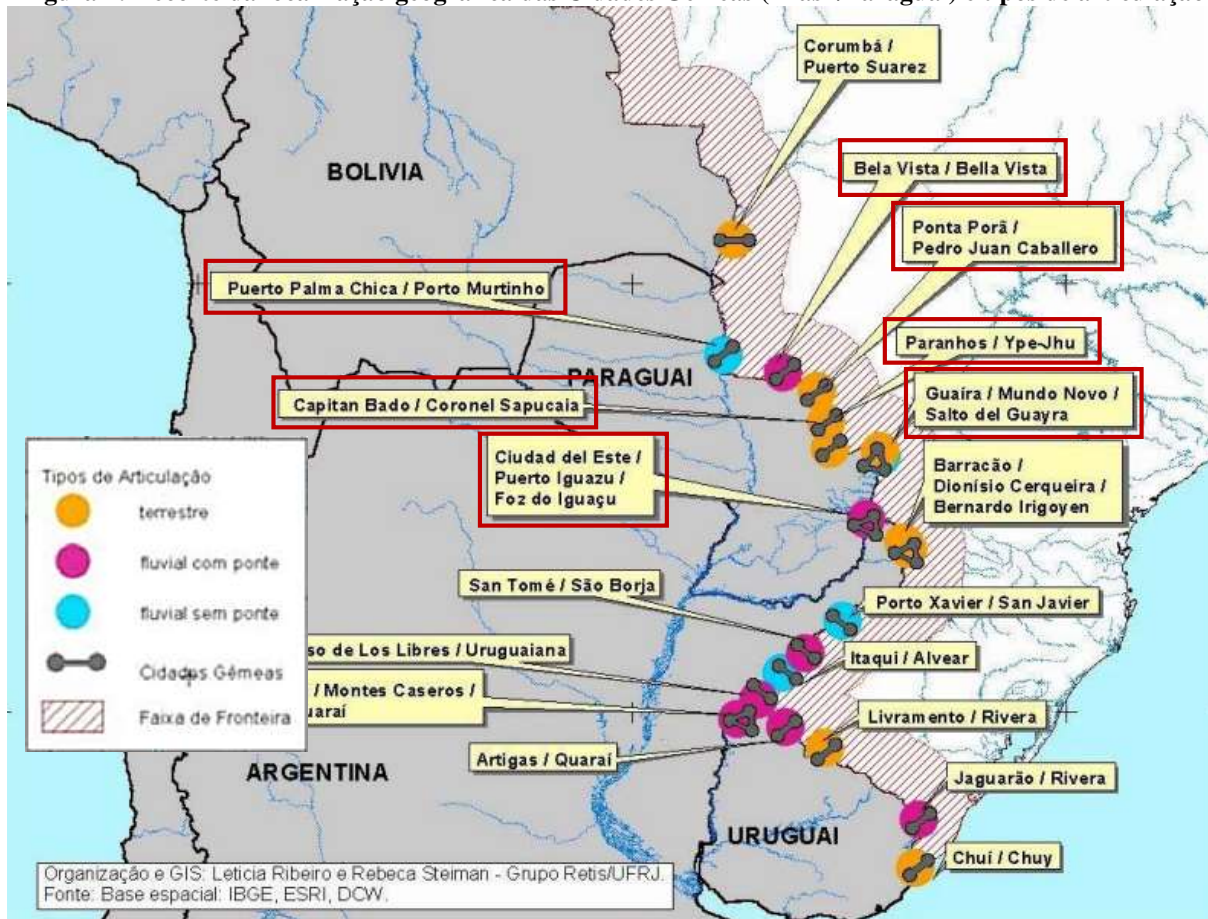 Corumbá /
Puerto Suarez
BOLIVIA
Bela Vista / Bella Vista
Ponta Porã /
Pedro Juan Caballero
Puerto Palma Chica / Porto Murtinho
Paranhos / Ype-Jhu
PARAGUAI
Capitan Bado / Coronel Sapucaia
Guaíra / Mundo Novo /
Salto del Guayra
Ciudad del Este /
Puerto Iguazu /
Foz do Iguaçu
Barracão /
Dionísio Cerqueira /
Bernardo Irigoyen
Tipos de Articulação
terrestre
fluvial com ponte
fluvial sem ponte
Cidades Gêmeas
Faixa de Fronteira
San Tomé / São Borja
Porto Xavier / San Javier
so de Los Libres / Uruguaiana
Itaqui / Alvear
/ Montes Caseros /
uaraí
Livramento / Rivera
Artigas / Quaraí
ARGENTINA
Jaguarão / Rivera
URUGUAI
Chuí / Chuy
Organização e GIS: Leticia Ribeiro e Rebeca Steiman - Grupo Retis/UFRJ.
Fonte: Base espacial: IBGE, ESRI, DCW.